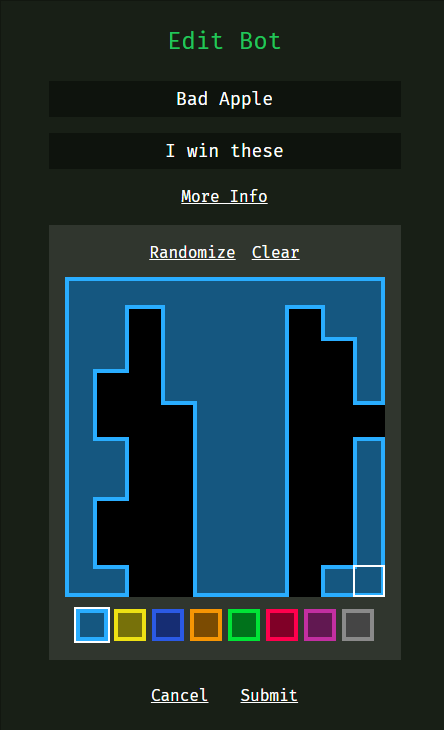 Edit Bot
Bad Apple
I win these
More Info
Randomize Clear
Cancel Submit